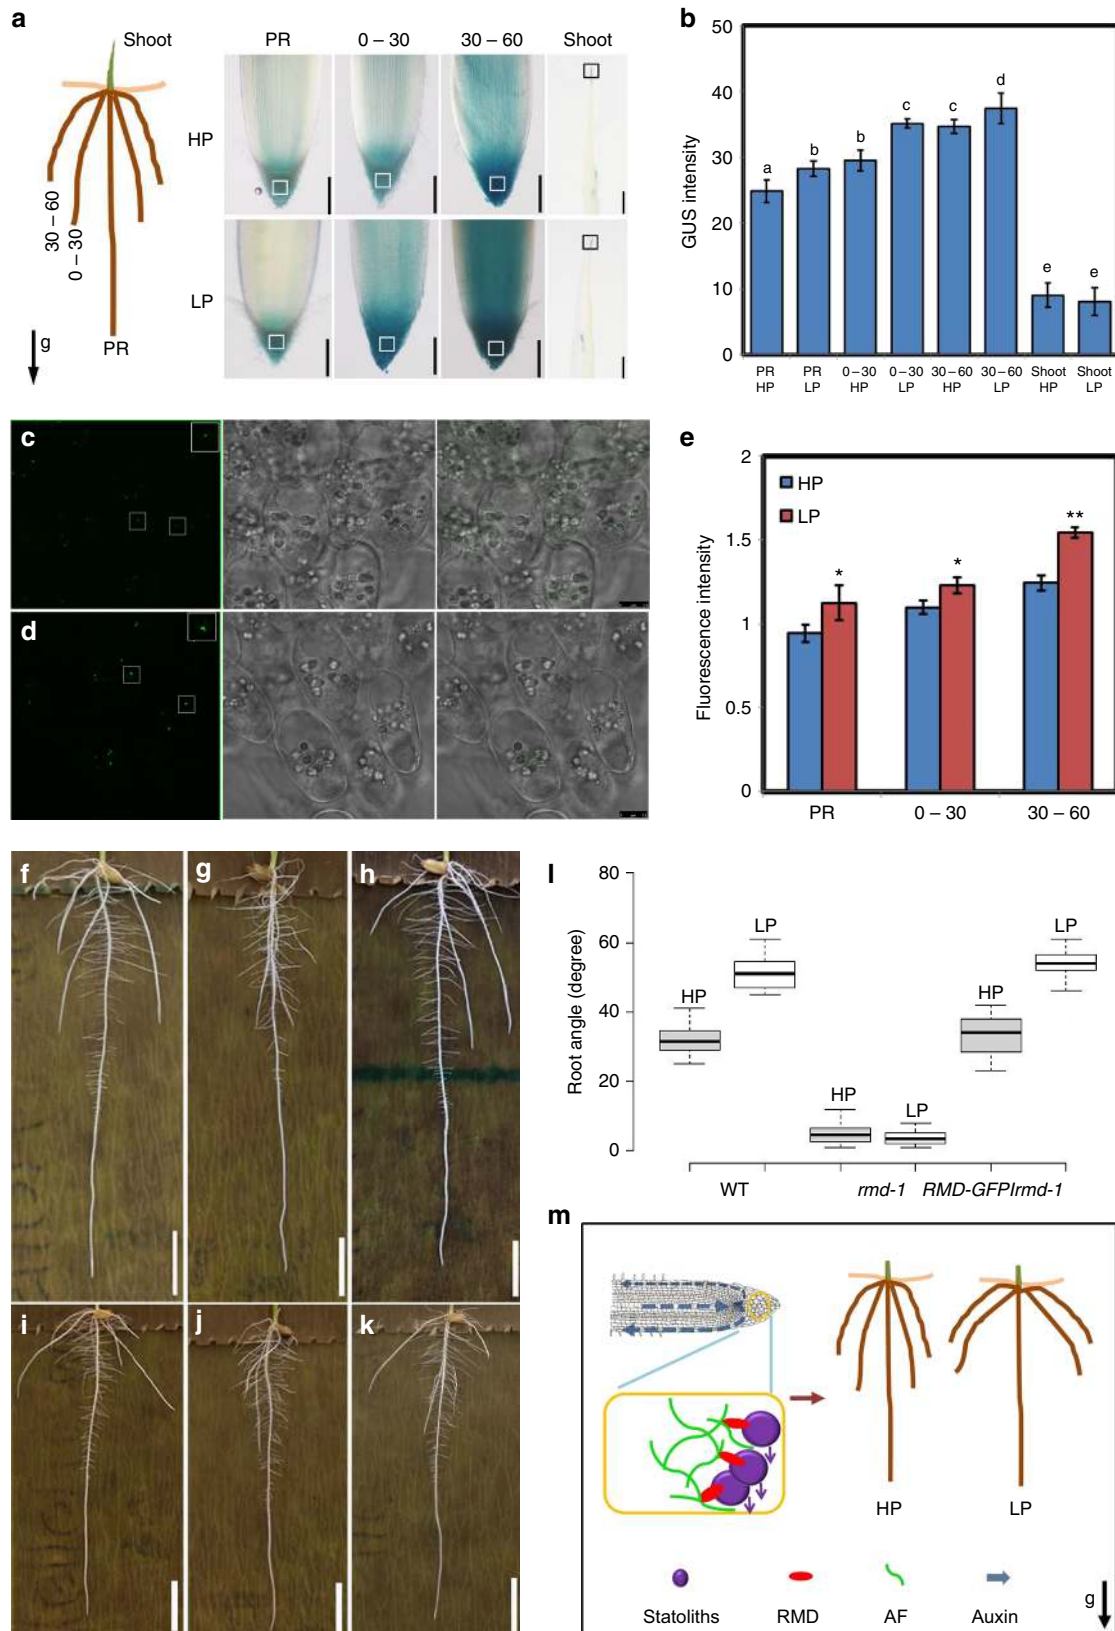 a
Shoot
PR
0 – 30
30 – 60
Shoot
HP
LP
30 – 60
0 – 30
PR
g
b
GUS intensity
50
40
30
20
10
0
a
b
b
c
c
d
e
e
PR HP
PR LP
0 – 30 HP
0 – 30 LP
30 – 60 HP
30 – 60 LP
Shoot HP
Shoot LP
c
d
e
Fluorescence intensity
2
1.5
1
0.5
0
HP
LP
*
*
**
PR
0 – 30
30 – 60
f
g
h
i
j
k
l
Root angle (degree)
80
60
40
20
0
HP
LP
HP
LP
HP
LP
WT
rmd-1
RMD-GFP/rmd-1
m
HP
LP
Statoliths
RMD
AF
Auxin
g